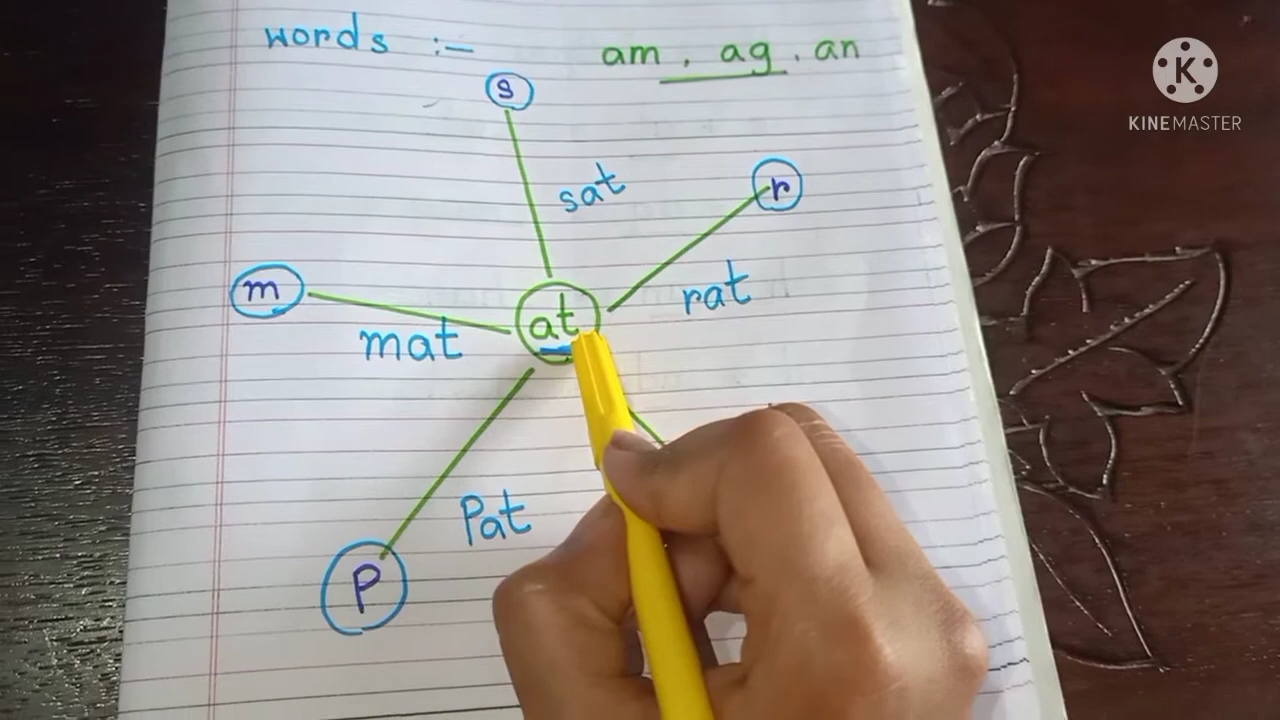 words :-
am , ag . an
s
sat
r
rat
m
mat
at
Pat
P
KINEMASTER